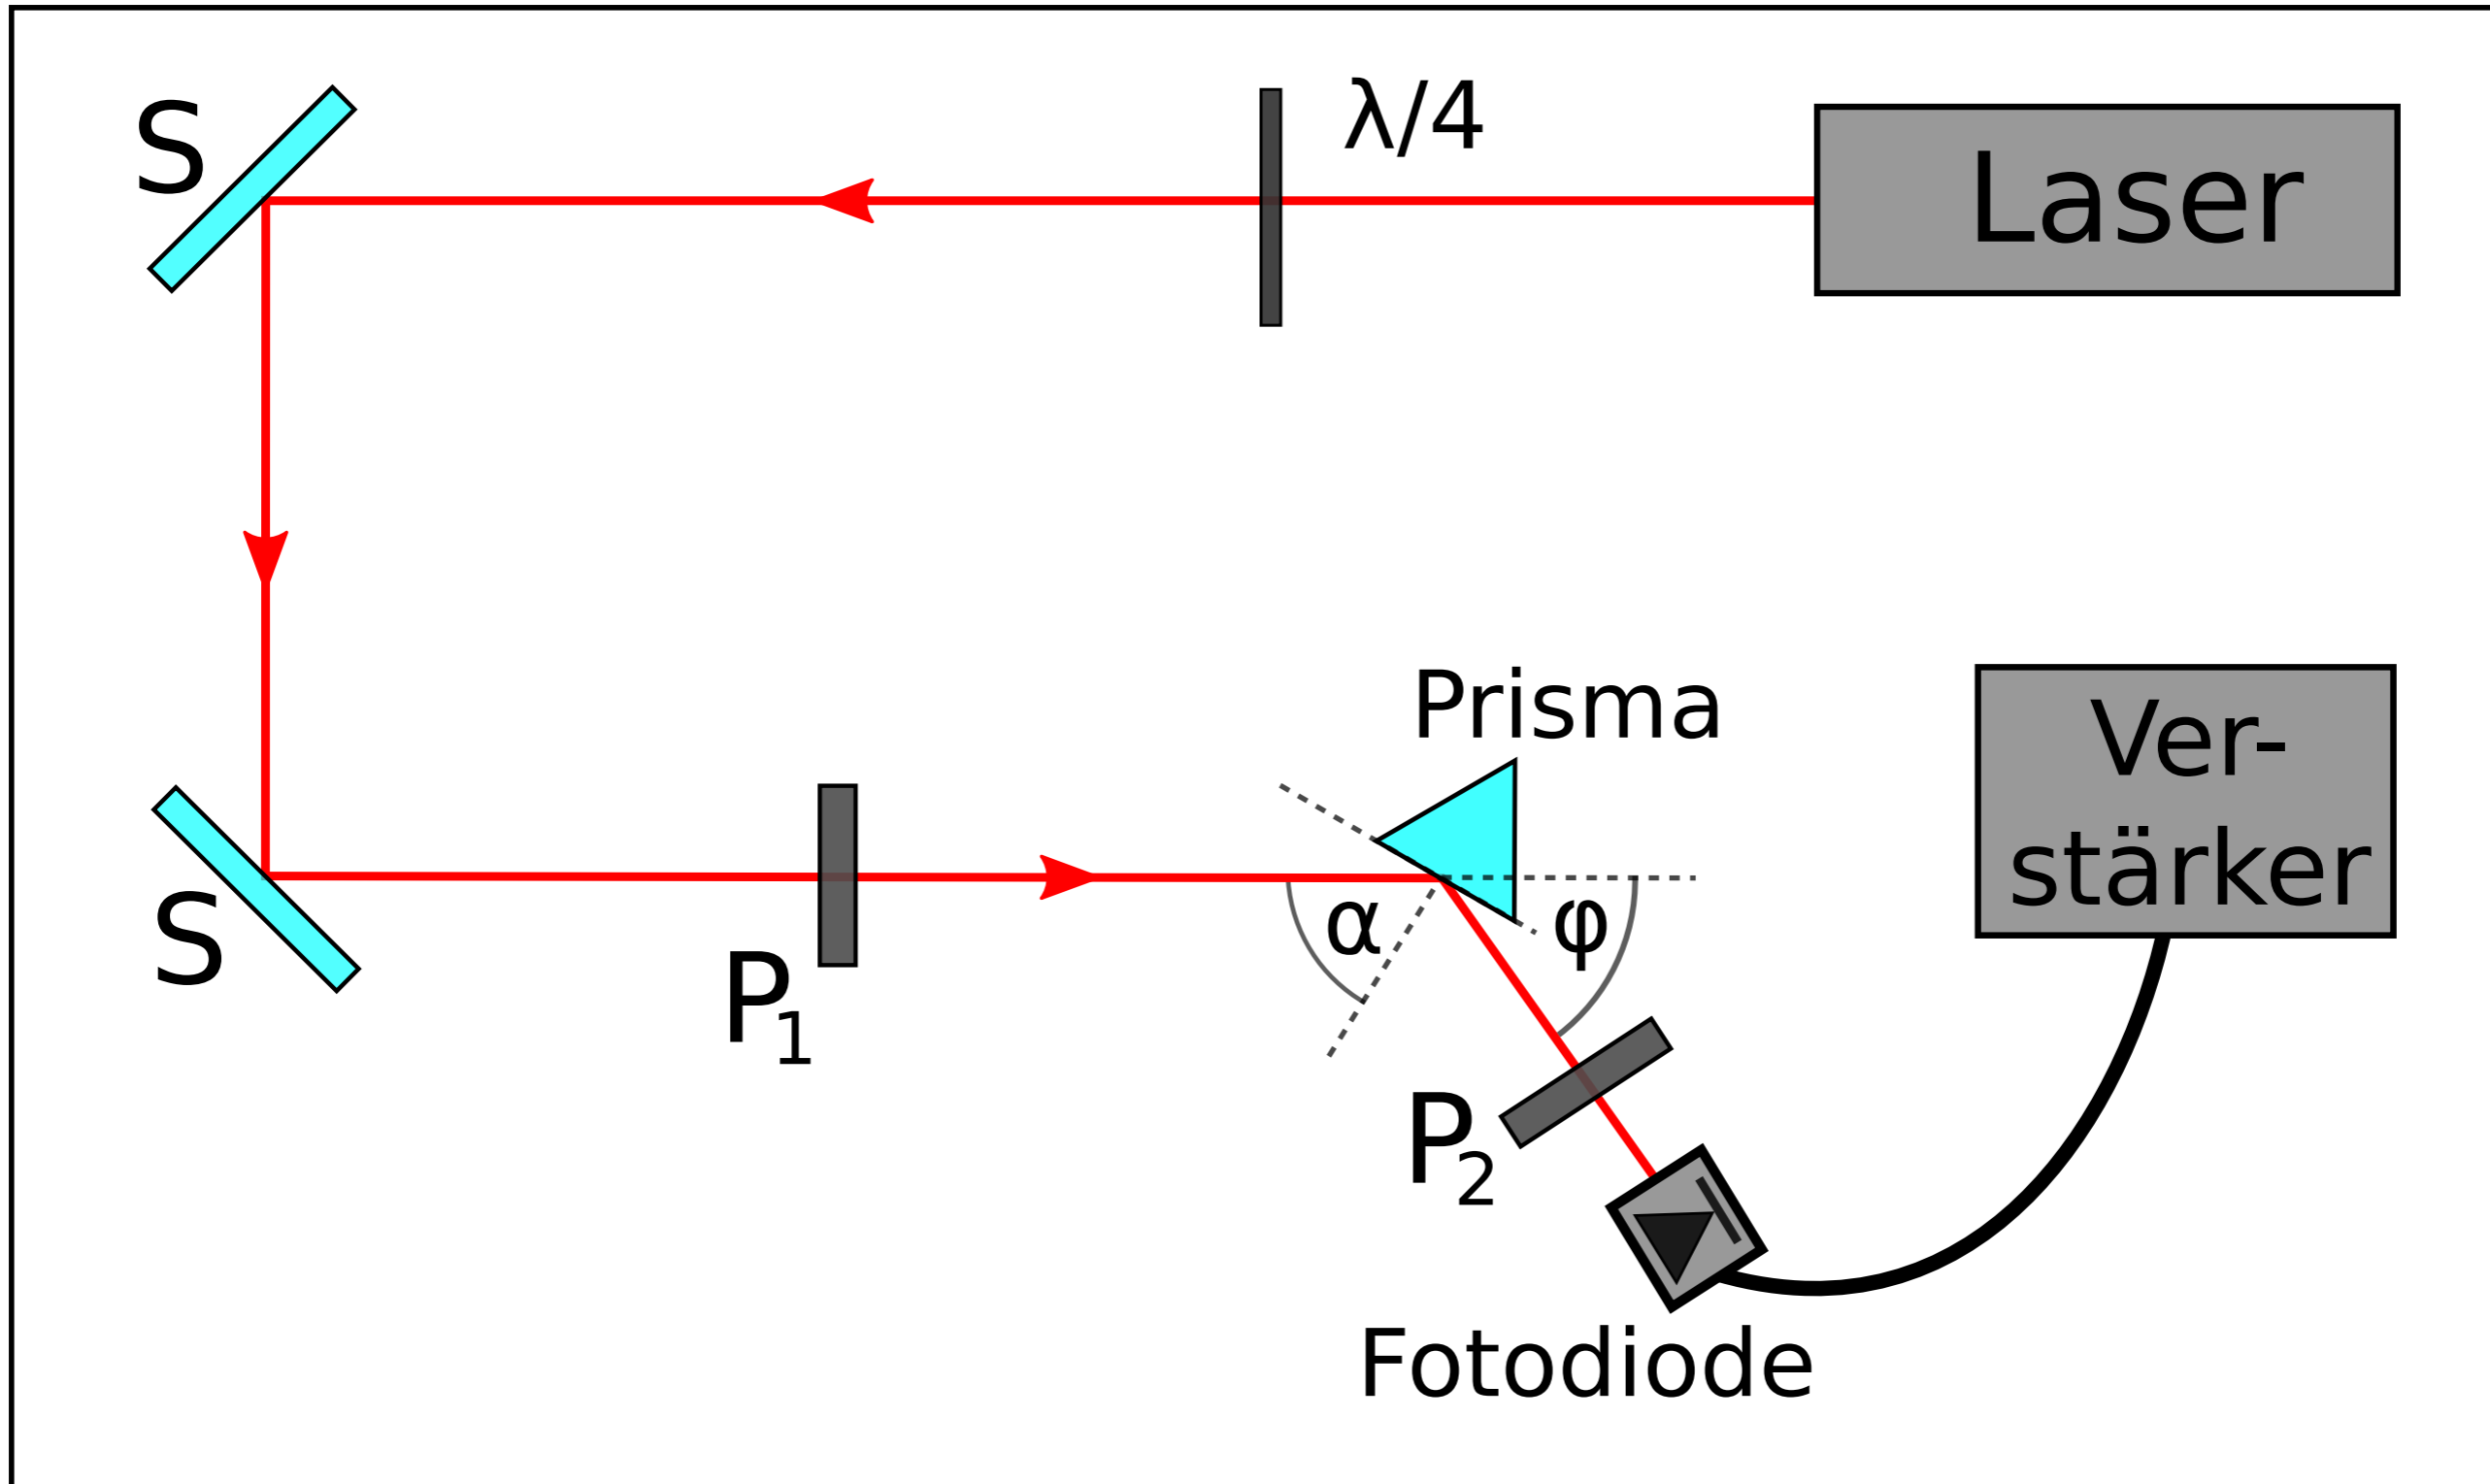 S
λ/4
Laser
Prisma
Ver-
stärker
α
φ
S
P1
P2
Fotodiode